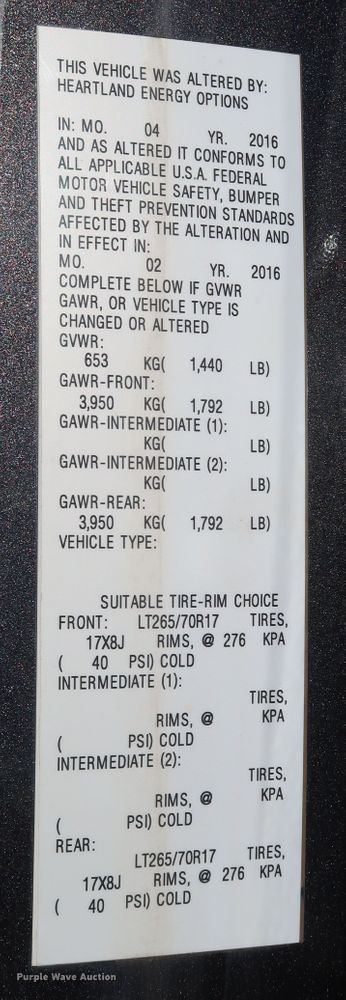 THIS VEHICLE WAS ALTERED BY:
HEARTLAND ENERGY OPTIONS
IN: MO. 04 YR. 2016
AND AS ALTERED IT CONFORMS TO
ALL APPLICABLE U.S.A. FEDERAL
MOTOR VEHICLE SAFETY, BUMPER
AND THEFT PREVENTION STANDARDS
AFFECTED BY THE ALTERATION AND
IN EFFECT IN:
MO. 02 YR. 2016
COMPLETE BELOW IF GVWR
GAWR, OR VEHICLE TYPE IS
CHANGED OR ALTERED
GVWR:
653 KG( 1,440 LB)
GAWR-FRONT:
3,950 KG( 1,792 LB)
GAWR-INTERMEDIATE (1):
KG( LB)
GAWR-INTERMEDIATE (2):
KG( LB)
GAWR-REAR:
3,950 KG( 1,792 LB)
VEHICLE TYPE:
SUITABLE TIRE-RIM CHOICE
FRONT: LT265/70R17 TIRES,
17X8J RIMS, @ 276 KPA
( 40 PSI) COLD
INTERMEDIATE (1):
TIRES,
RIMS, @ KPA
( PSI) COLD
INTERMEDIATE (2):
TIRES,
RIMS, @ KPA
( PSI) COLD
REAR:
LT265/70R17 TIRES,
17X8J RIMS, @ 276 KPA
( 40 PSI) COLD
Purple Wave Auction